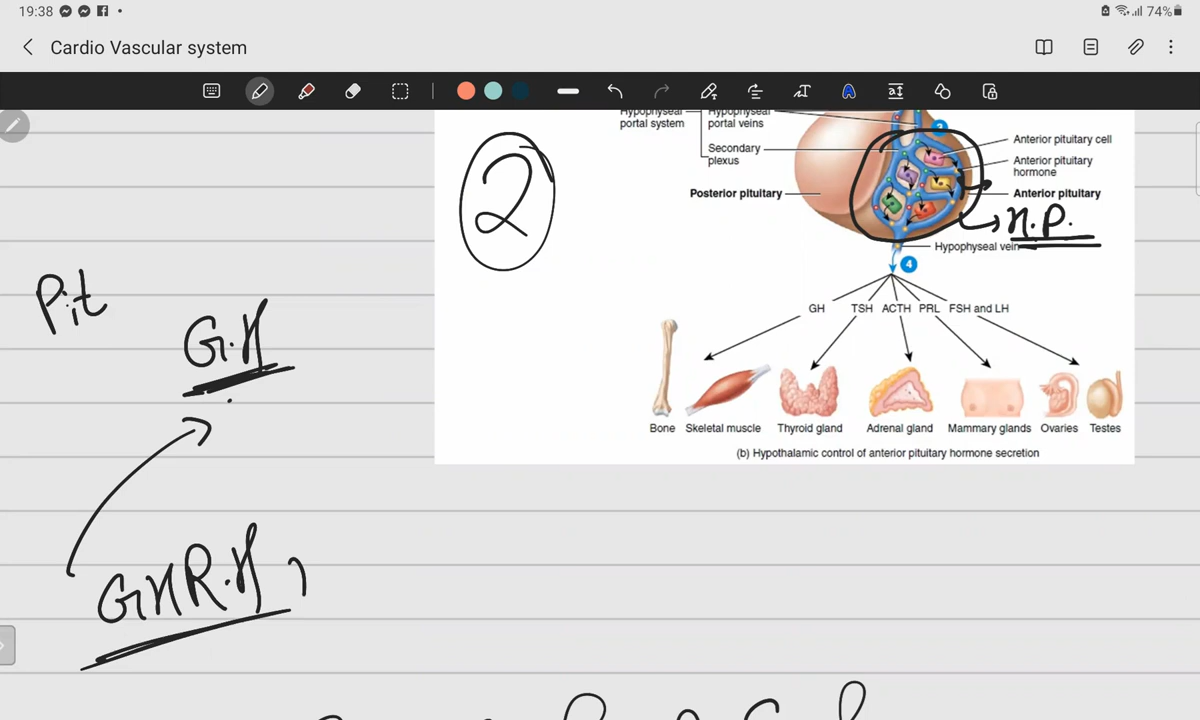 19:38 74%
Cardio Vascular system
Hypophyseal portal system
Hypophyseal portal veins
Secondary plexus
Posterior pituitary
3
Anterior pituitary cell
Anterior pituitary hormone
Anterior pituitary
H.P.
Hypophyseal vein
4
2
Pit
G.H
GHR.H
GH TSH ACTH PRL FSH and LH
Bone Skeletal muscle Thyroid gland Adrenal gland Mammary glands Ovaries Testes
(b) Hypothalamic control of anterior pituitary hormone secretion